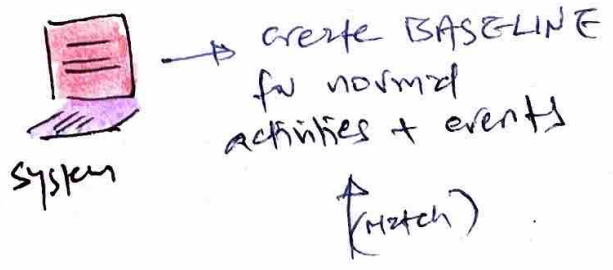 create BASELINE
for normal
activities + events
system
(Match)